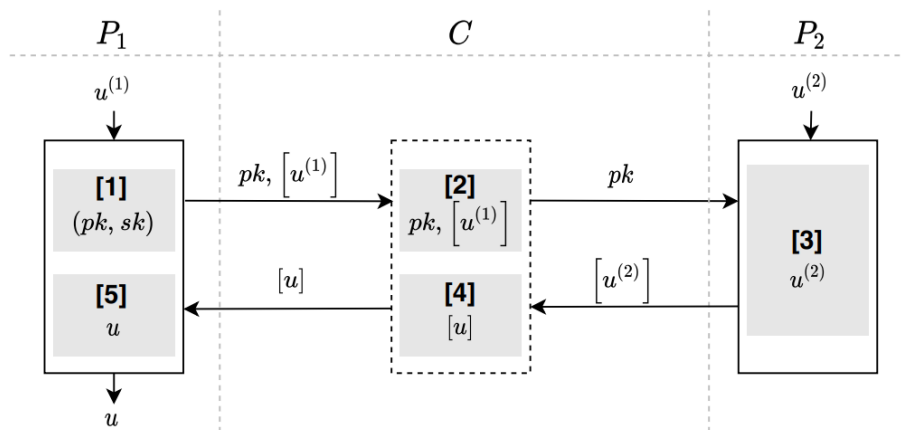 P₁ C P₂
u⁽¹⁾ u⁽²⁾
pk, [u⁽¹⁾] pk
[1] [2]
(pk, sk) pk, [u⁽¹⁾]
[3]
u⁽²⁾
[u] [u⁽²⁾]
[5] [4]
u [u]
u